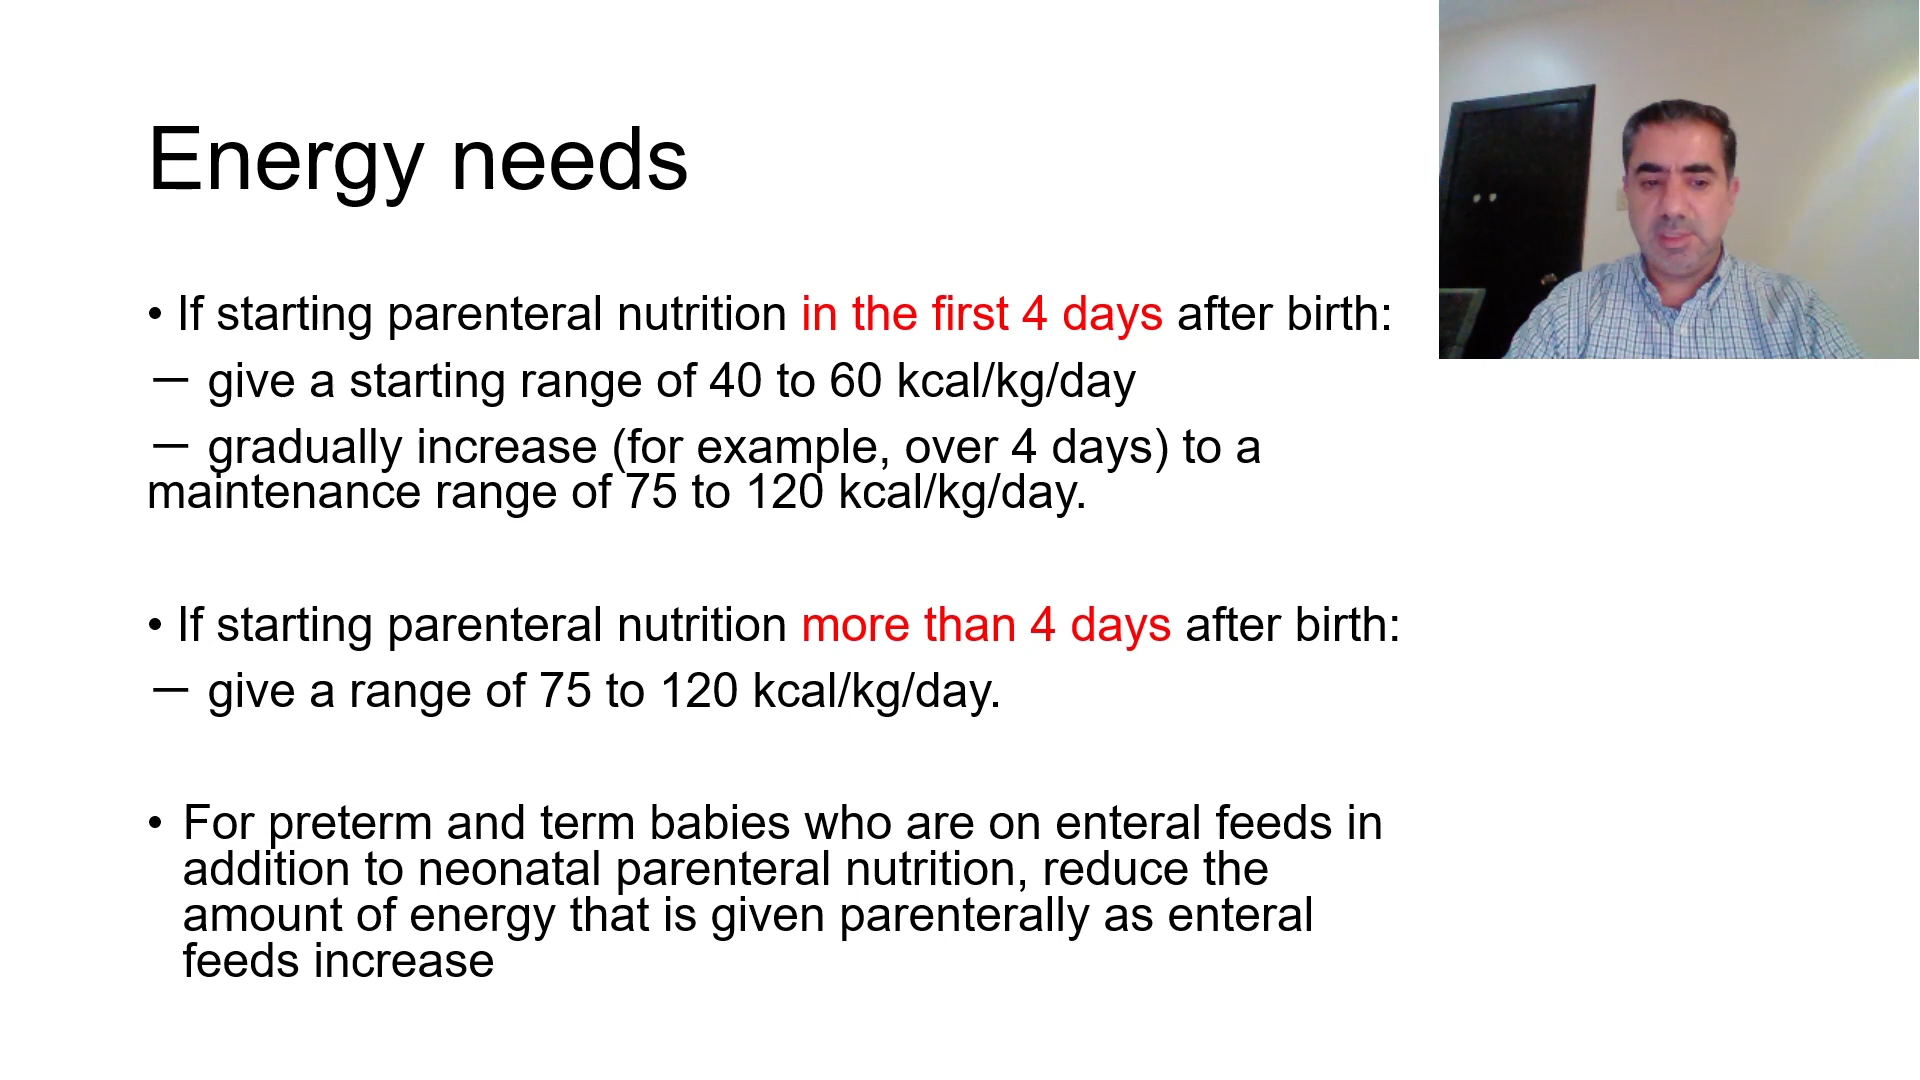 Energy needs
• If starting parenteral nutrition in the first 4 days after birth:
— give a starting range of 40 to 60 kcal/kg/day
— gradually increase (for example, over 4 days) to a
maintenance range of 75 to 120 kcal/kg/day.
• If starting parenteral nutrition more than 4 days after birth:
— give a range of 75 to 120 kcal/kg/day.
• For preterm and term babies who are on enteral feeds in
addition to neonatal parenteral nutrition, reduce the
amount of energy that is given parenterally as enteral
feeds increase